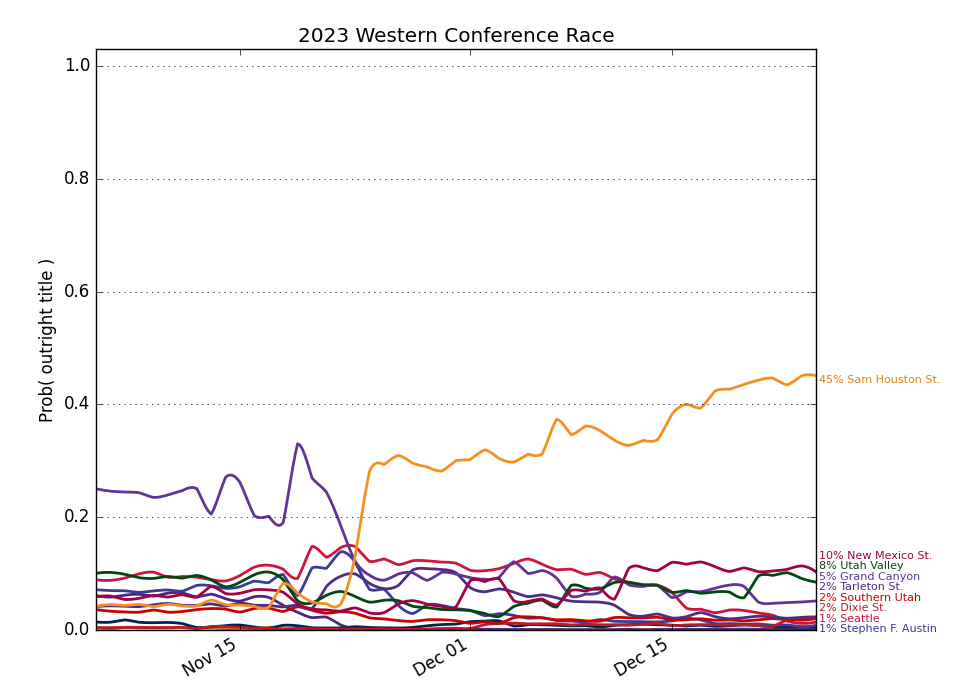 2023 Western Conference Race
1.0
0.8
0.6
0.4
0.2
0.0
Prob( outright title )
Nov 15
Dec 01
Dec 15
45% Sam Houston St.
10% New Mexico St.
8% Utah Valley
5% Grand Canyon
2% Tarleton St.
2% Southern Utah
2% Dixie St.
1% Seattle
1% Stephen F. Austin